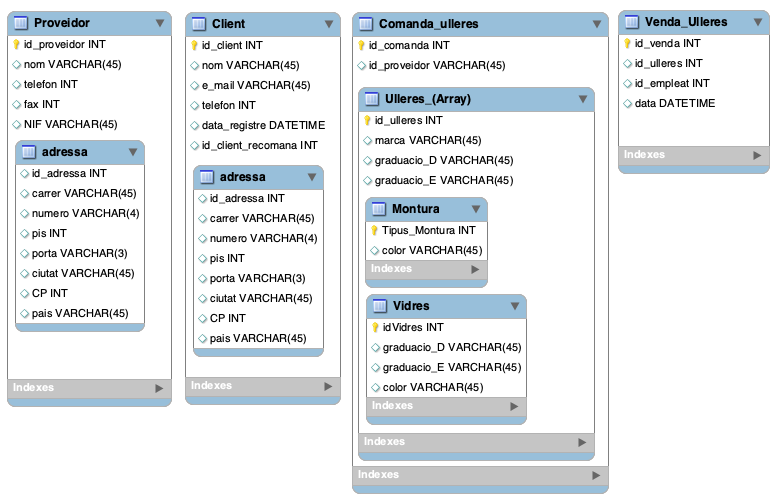 Proveidor
id_proveidor INT
nom VARCHAR(45)
telefon INT
fax INT
NIF VARCHAR(45)
adressa
id_adressa INT
carrer VARCHAR(45)
numero VARCHAR(4)
pis INT
porta VARCHAR(3)
ciutat VARCHAR(45)
CP INT
pais VARCHAR(45)
Indexes
Client
id_client INT
nom VARCHAR(45)
e_mail VARCHAR(45)
telefon INT
data_registre DATETIME
id_client_recomana INT
adressa
id_adressa INT
carrer VARCHAR(45)
numero VARCHAR(4)
pis INT
porta VARCHAR(3)
ciutat VARCHAR(45)
CP INT
pais VARCHAR(45)
Indexes
Comanda_ulleres
id_comanda INT
id_proveidor VARCHAR(45)
Ulleres_(Array)
id_ulleres INT
marca VARCHAR(45)
graduacio_D VARCHAR(45)
graduacio_E VARCHAR(45)
Montura
Tipus_Montura INT
color VARCHAR(45)
Indexes
Vidres
idVidres INT
graduacio_D VARCHAR(45)
graduacio_E VARCHAR(45)
color VARCHAR(45)
Indexes
Indexes
Indexes
Venda_Ulleres
id_venda INT
id_ulleres INT
id_empleat INT
data DATETIME
Indexes